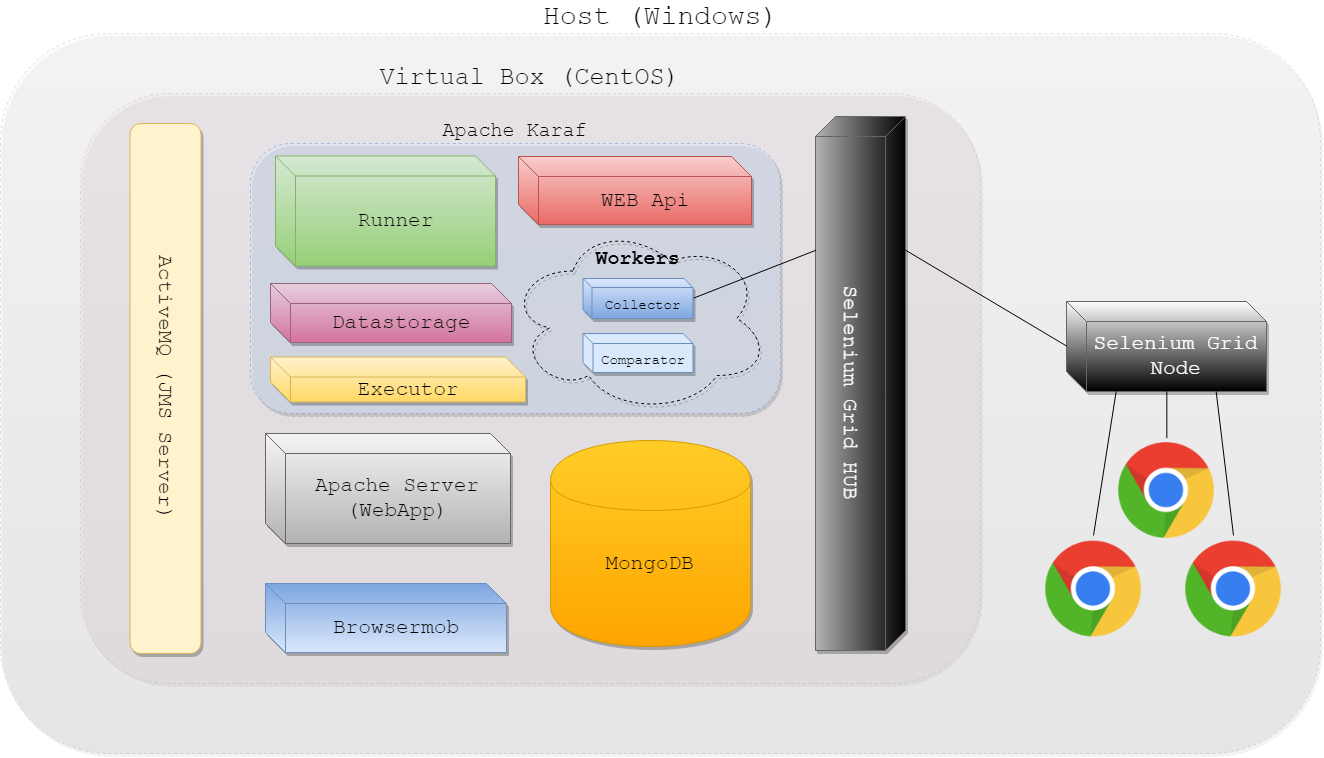 Host (Windows)
Virtual Box (CentOS)
Apache Karaf
ActiveMQ (JMS Server)
Runner
WEB Api
Workers
Collector
Comparator
Datastorage
Executor
Apache Server
(WebApp)
MongoDB
Browsermob
Selenium Grid HUB
Selenium Grid
Node